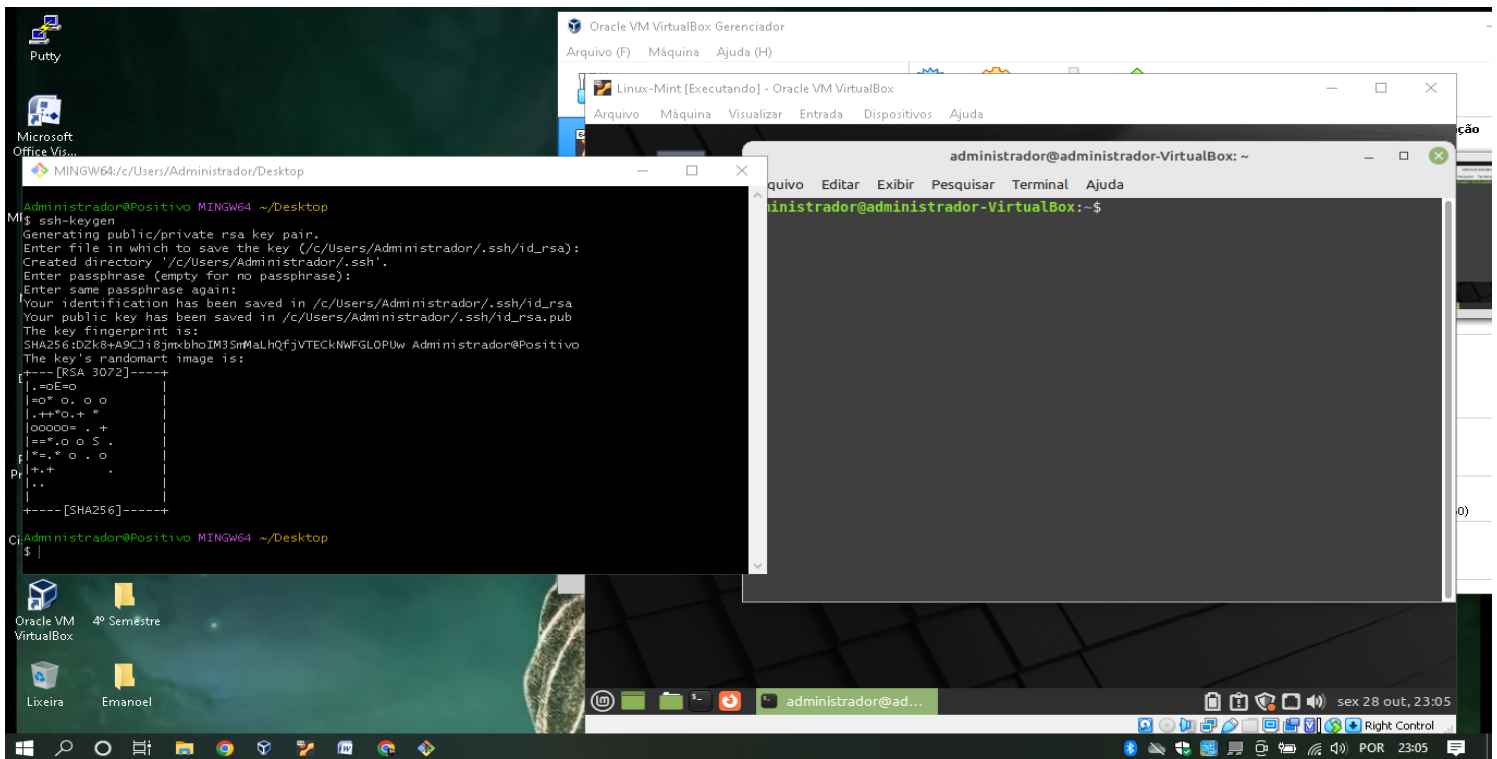 Putty
Microsoft
Office Vis...
Oracle VM VirtualBox Gerenciador
Arquivo (F) Máquina Ajuda (H)
Linux-Mint [Executando] - Oracle VM VirtualBox
Arquivo Máquina Visualizar Entrada Dispositivos Ajuda
ção
administrador@administrador-VirtualBox: ~
quivo Editar Exibir Pesquisar Terminal Ajuda
inistrador@administrador-VirtualBox:~$
MINGW64:/c/Users/Administrador/Desktop
Administrador@Positivo MINGW64 ~/Desktop
$ ssh-keygen
Generating public/private rsa key pair.
Enter file in which to save the key (/c/Users/Administrador/.ssh/id_rsa):
Created directory '/c/Users/Administrador/.ssh'.
Enter passphrase (empty for no passphrase):
Enter same passphrase again:
Your identification has been saved in /c/Users/Administrador/.ssh/id_rsa
Your public key has been saved in /c/Users/Administrador/.ssh/id_rsa.pub
The key fingerprint is:
SHA256:DZk8+A9CJi8jmxbhoIM3SmMaLhQfjVTECkNWFGLOPUw Administrador@Positivo
The key's randomart image is:
+---[RSA 3072]----+
|.=oE=o           |
|=o* o. o o       |
|.++*o.+ *        |
|ooooo= . +       |
|==*.o o S .      |
|*=.* o . o       |
|+.+      .       |
|..               |
|                 |
+----[SHA256]-----+
Administrador@Positivo MINGW64 ~/Desktop
$
Oracle VM
VirtualBox
4º Semestre
Lixeira
Emanoel
administrador@ad...
sex 28 out, 23:05
Right Control
POR 23:05